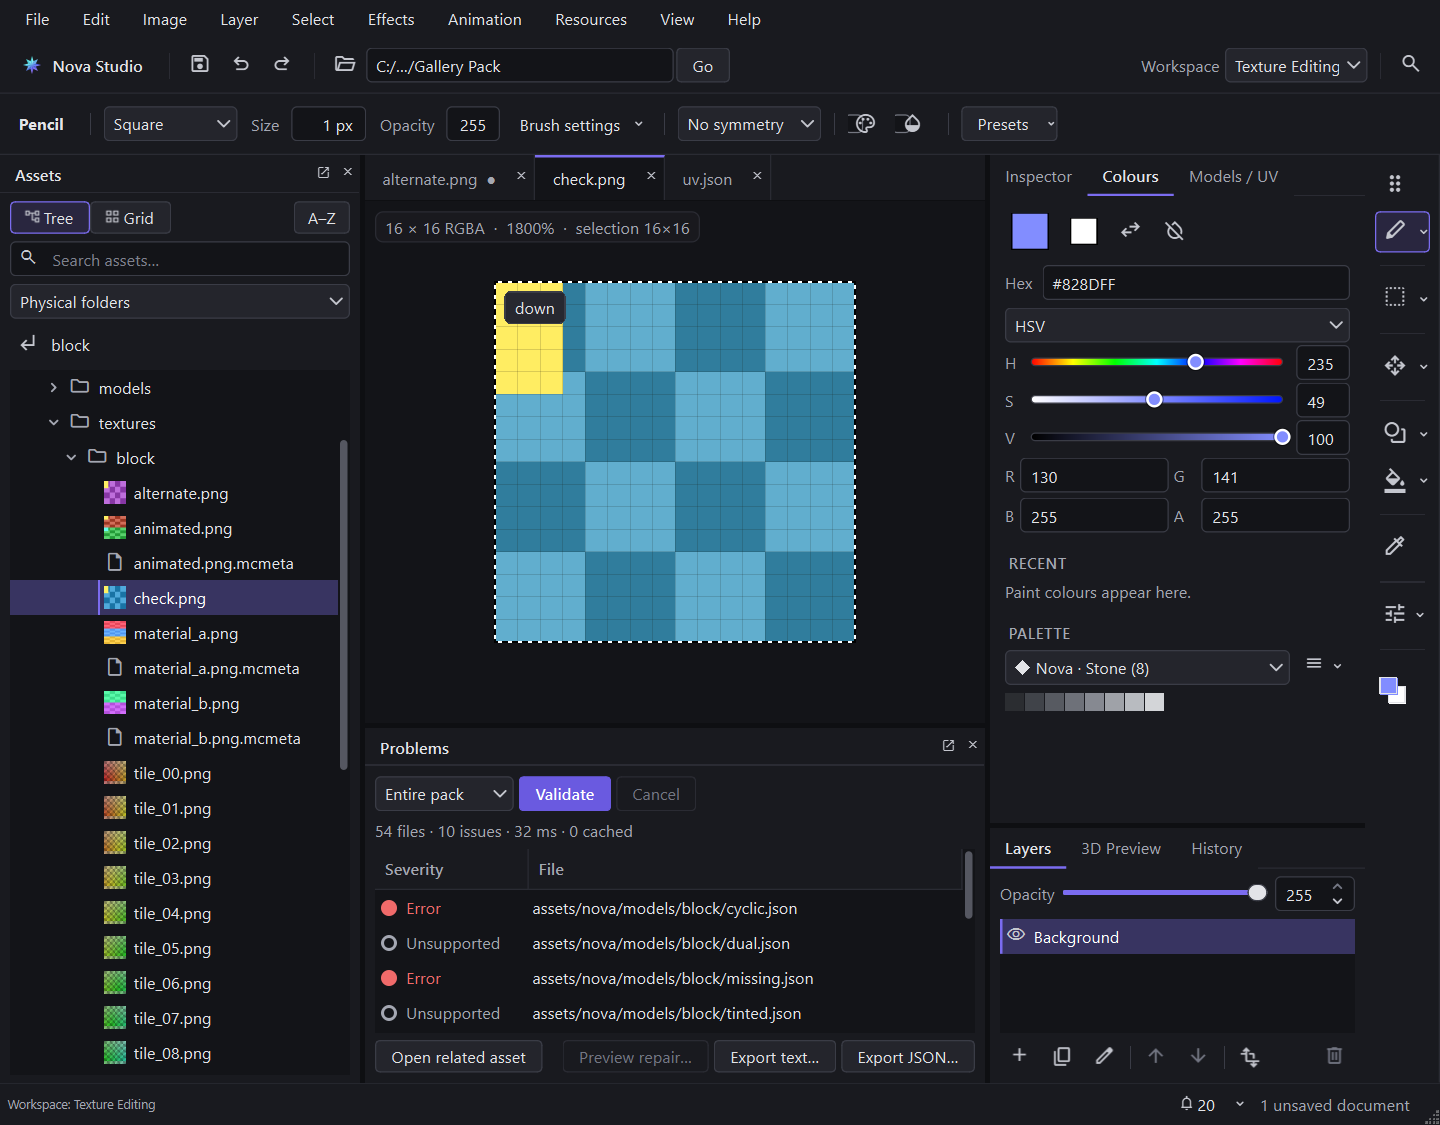 File Edit Image Layer Select Effects Animation Resources View Help
Nova Studio C:/.../Gallery Pack Go Workspace Texture Editing
Pencil Square Size 1 px Opacity 255 Brush settings No symmetry Presets
Assets
Tree Grid A–Z
Search assets...
Physical folders
block
models
textures
block
alternate.png
animated.png
animated.png.mcmeta
check.png
material_a.png
material_a.png.mcmeta
material_b.png
material_b.png.mcmeta
tile_00.png
tile_01.png
tile_02.png
tile_03.png
tile_04.png
tile_05.png
tile_06.png
tile_07.png
tile_08.png
alternate.png check.png uv.json
16 × 16 RGBA · 1800% · selection 16×16
down
Problems
Entire pack Validate Cancel
54 files · 10 issues · 32 ms · 0 cached
Severity File
Error assets/nova/models/block/cyclic.json
Unsupported assets/nova/models/block/dual.json
Error assets/nova/models/block/missing.json
Unsupported assets/nova/models/block/tinted.json
Open related asset Preview repair... Export text... Export JSON...
Inspector Colours Models / UV
Hex #828DFF
HSV
H 235
S 49
V 100
R 130 G 141
B 255 A 255
RECENT
Paint colours appear here.
PALETTE
Nova · Stone (8)
Layers 3D Preview History
Opacity 255
Background
Workspace: Texture Editing 20 1 unsaved document